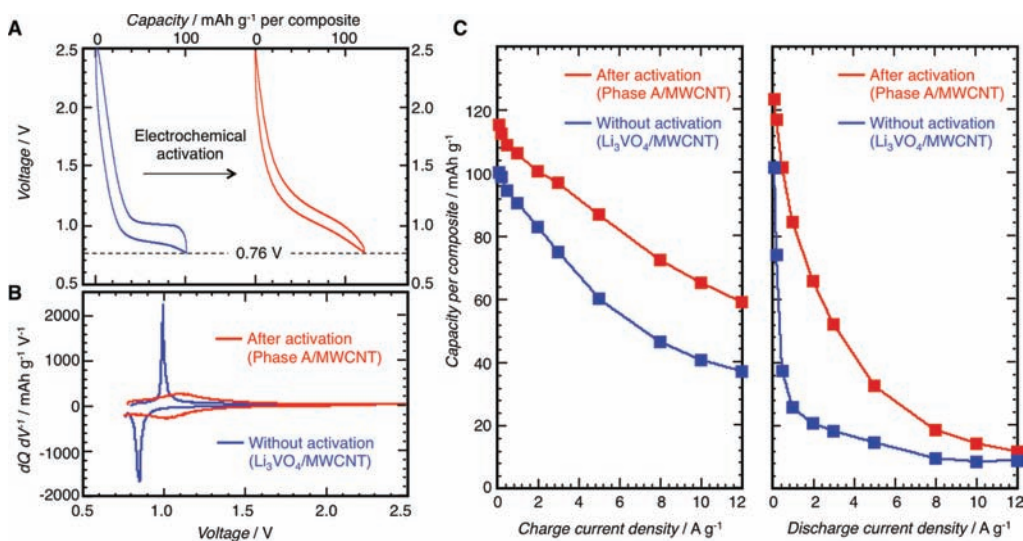 A
Capacity / mAh g⁻¹ per composite
0 100 0 100
2.5 2.5
2.0 2.0
1.5 1.5
1.0 1.0
0.5 0.5
Voltage / V
Electrochemical
activation
0.76 V
B
2000
1000
0
-1000
-2000
dQ dV⁻¹ / mAh g⁻¹ V⁻¹
After activation
(Phase A/MWCNT)
Without activation
(Li₃VO₄/MWCNT)
0.5 1.0 1.5 2.0 2.5
Voltage / V
C
Capacity per composite / mAh g⁻¹
120
100
80
60
40
20
0
After activation
(Phase A/MWCNT)
Without activation
(Li₃VO₄/MWCNT)
0 2 4 6 8 10 12
Charge current density / A g⁻¹
After activation
(Phase A/MWCNT)
Without activation
(Li₃VO₄/MWCNT)
0 2 4 6 8 10 12
Discharge current density / A g⁻¹